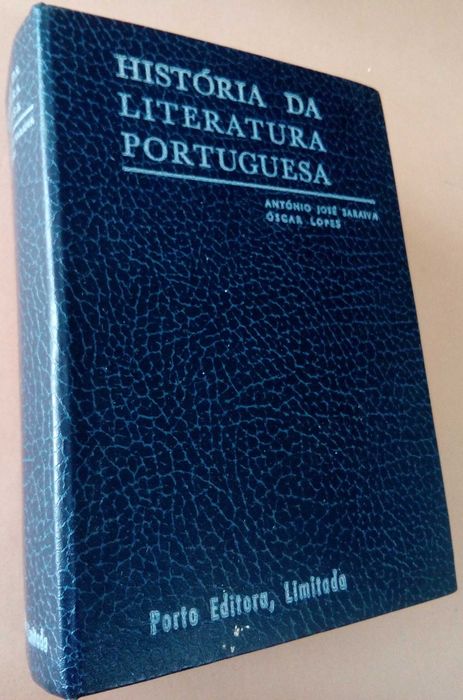 HISTÓRIA DA
LITERATURA
PORTUGUESA
ANTÓNIO JOSÉ SARAIVA
ÓSCAR LOPES
Porto Editora, Limitada